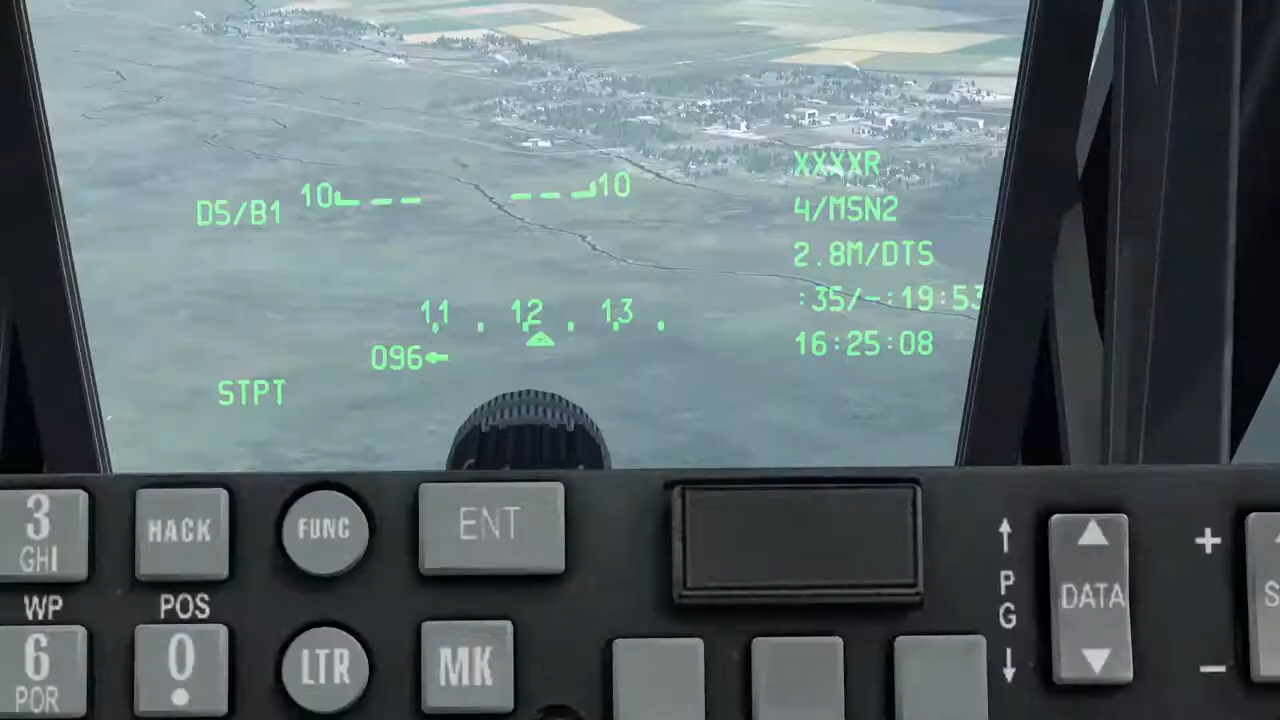 XXXXR
10 10
D5/B1
4/MSN2
2.8M/DTS
:35/-:19:53
11 12 13
16:25:08
096
STPT
3 GHI
HACK
FUNC
ENT
DATA
+
PG
WP
POS
6 POR
0
LTR
MK
-